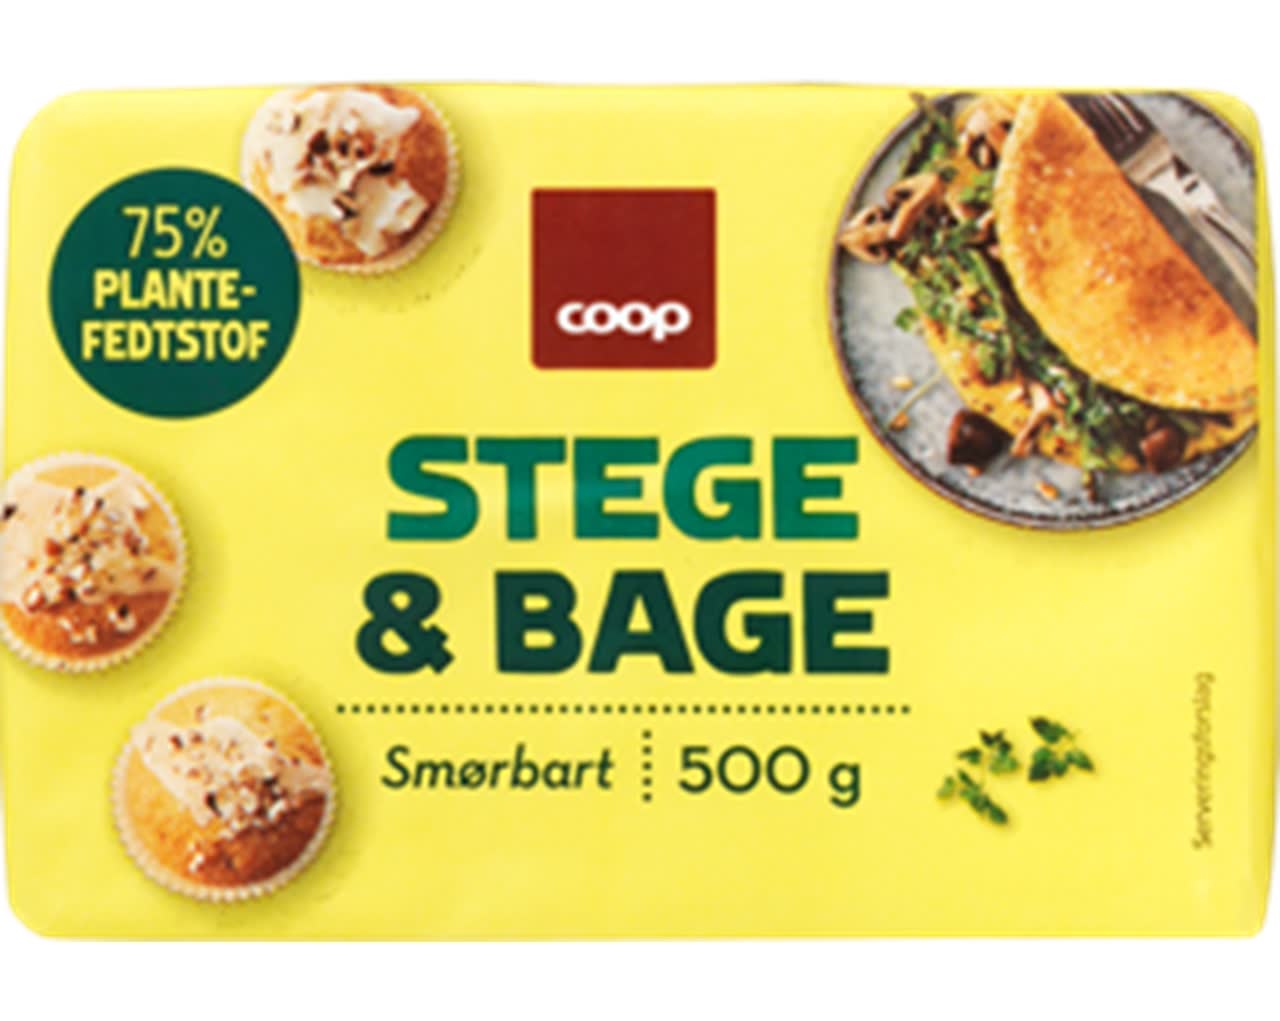 75%
PLANTE-
FEDTSTOF
coop
STEGE
& BAGE
Smørbart
500 g
Serveringsforslag